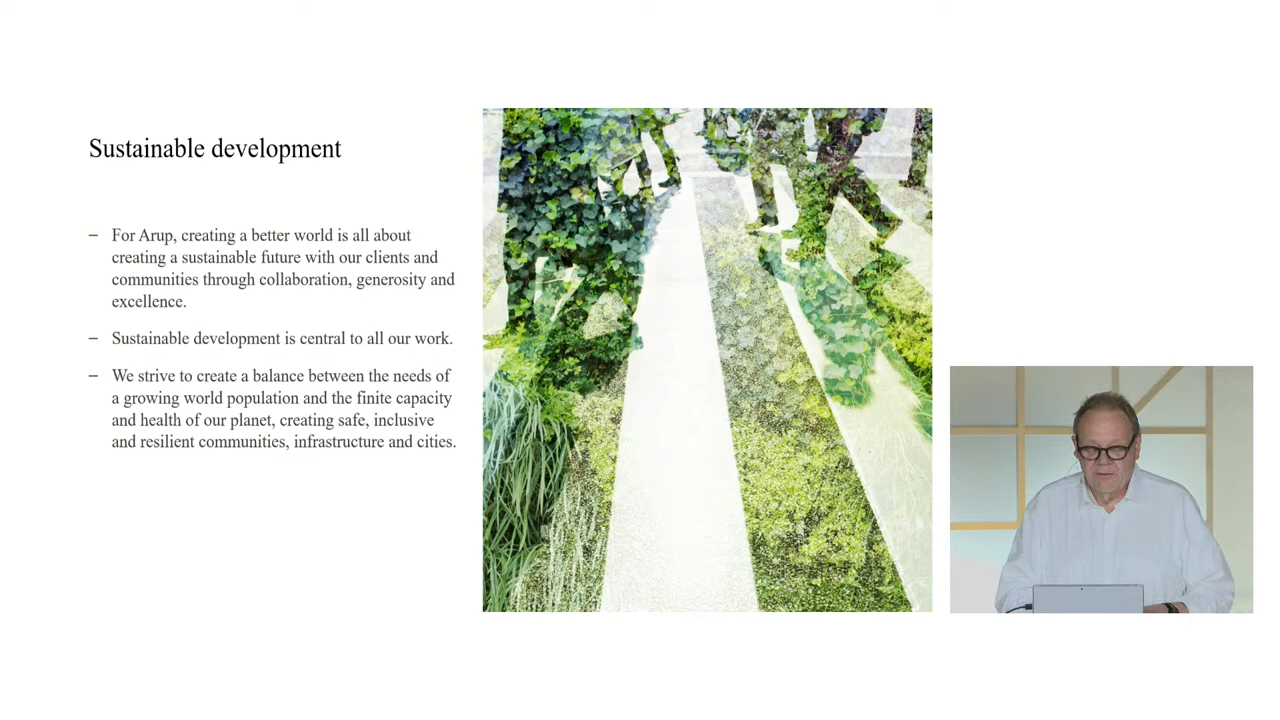 Sustainable development
– For Arup, creating a better world is all about
creating a sustainable future with our clients and
communities through collaboration, generosity and
excellence.
– Sustainable development is central to all our work.
– We strive to create a balance between the needs of
a growing world population and the finite capacity
and health of our planet, creating safe, inclusive
and resilient communities, infrastructure and cities.